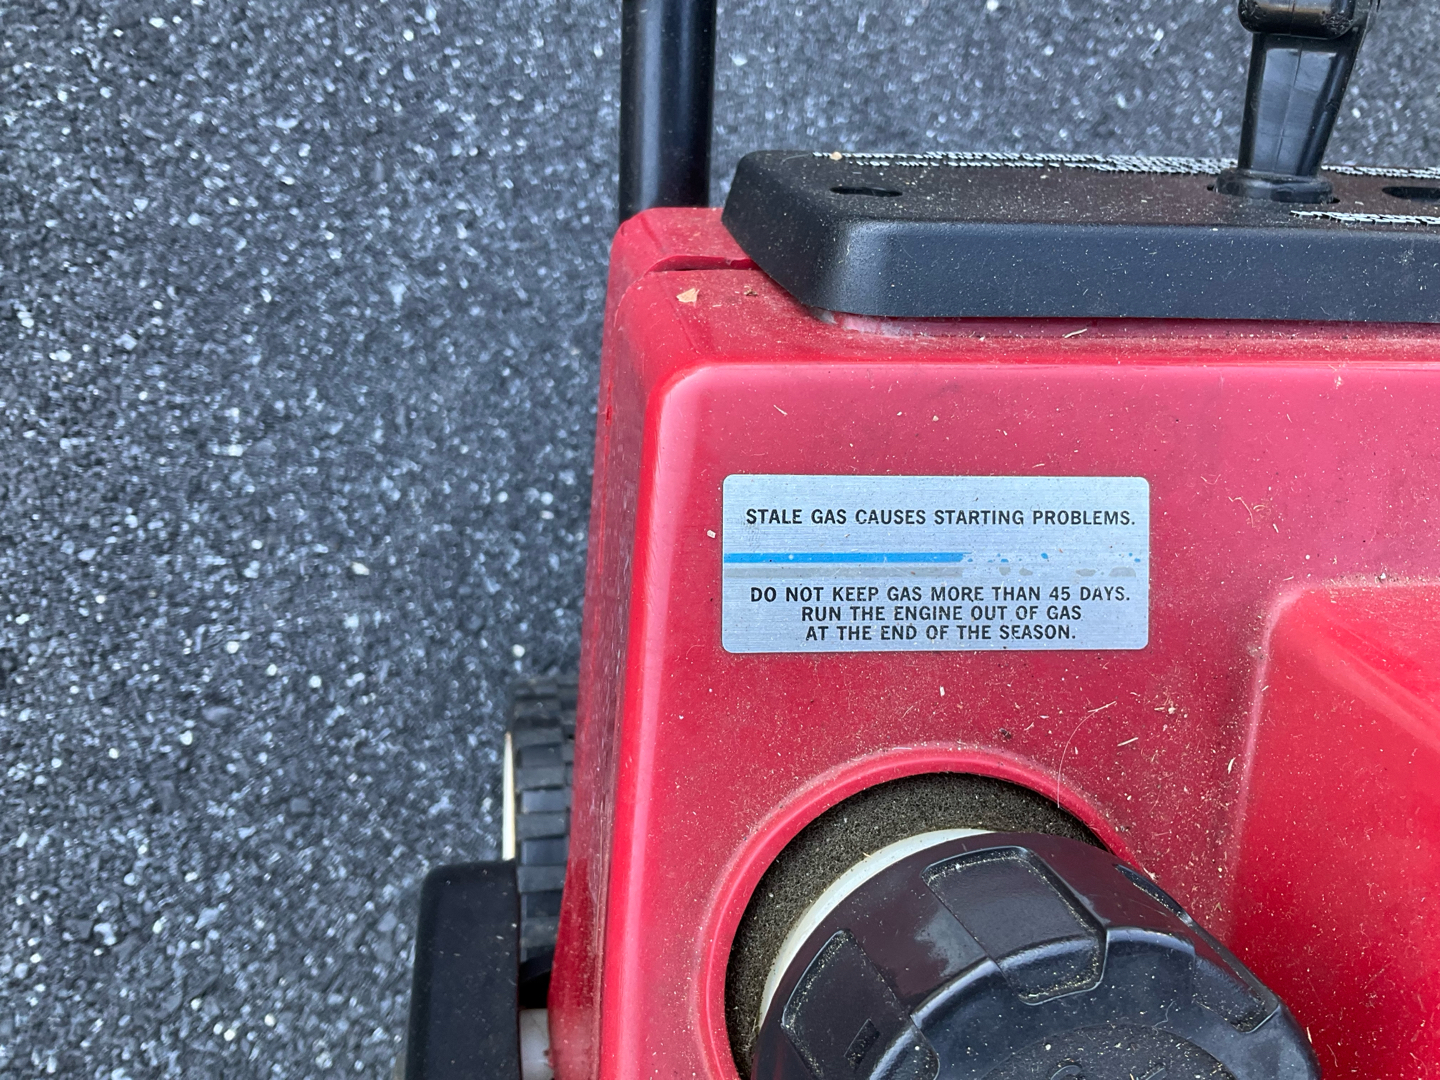 STALE GAS CAUSES STARTING PROBLEMS.
DO NOT KEEP GAS MORE THAN 45 DAYS.
RUN THE ENGINE OUT OF GAS
AT THE END OF THE SEASON.